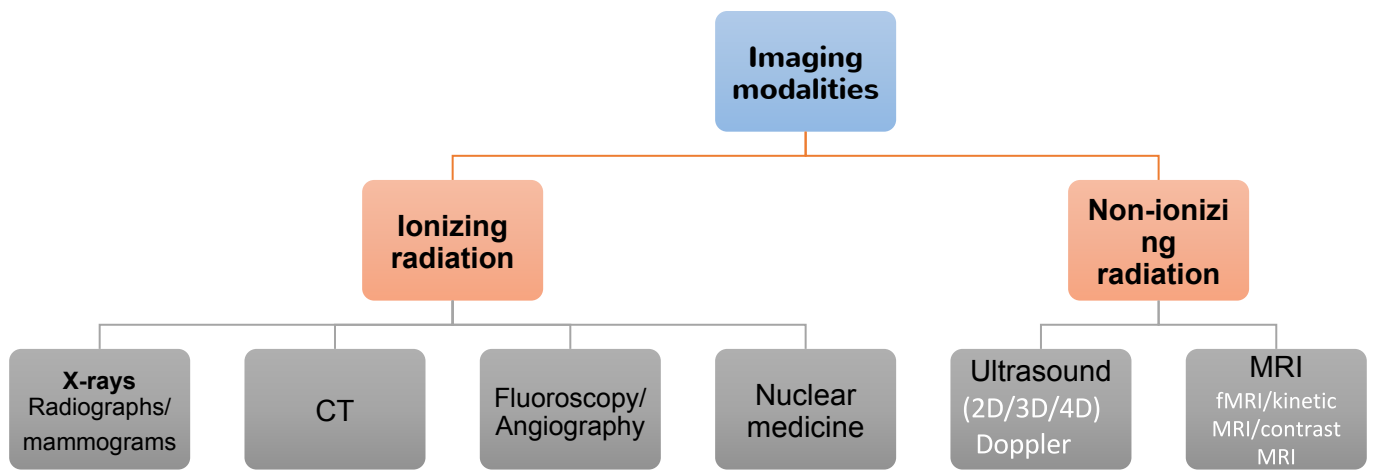 Imaging
modalities
Ionizing
radiation
Non-ionizi
ng
radiation
X-rays
Radiographs/
mammograms
CT
Fluoroscopy/
Angiography
Nuclear
medicine
Ultrasound
(2D/3D/4D)
Doppler
MRI
fMRI/kinetic
MRI/contrast
MRI